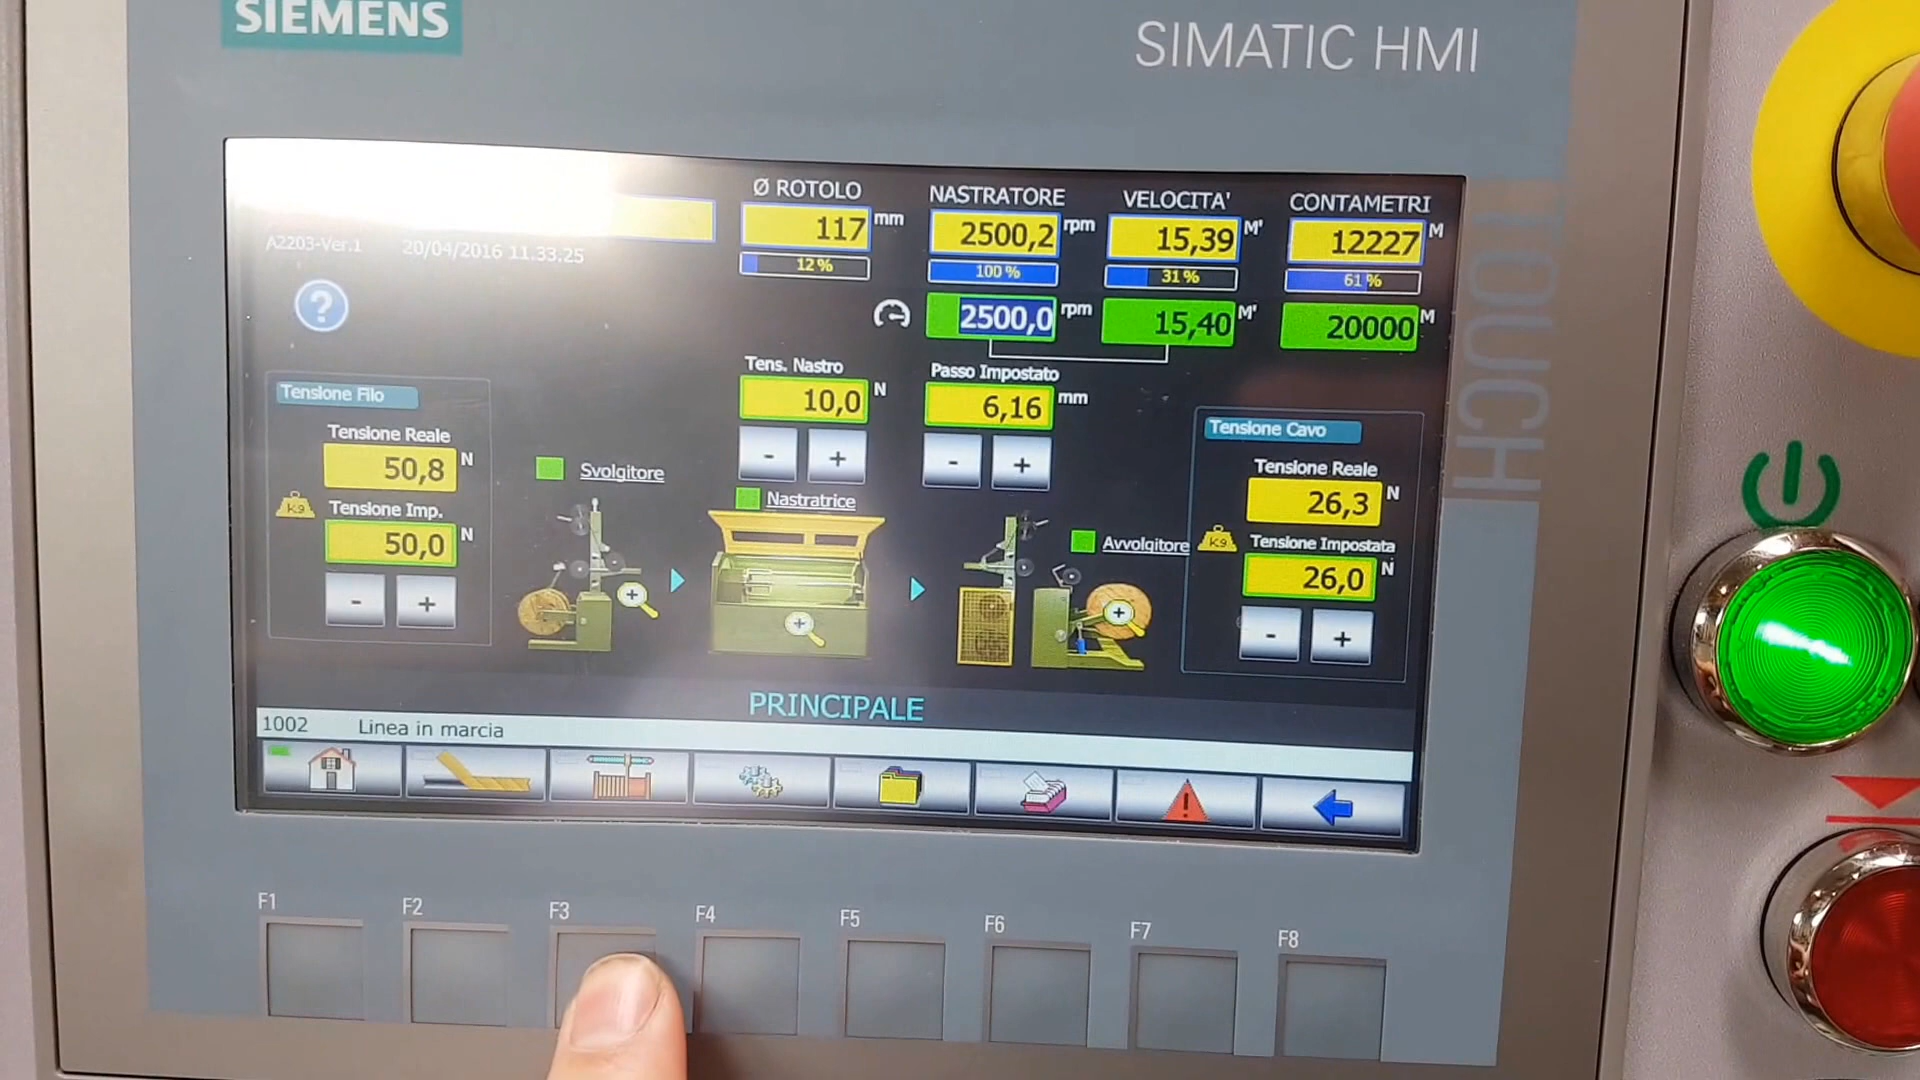 SIEMENS
SIMATIC HMI
TOUCH
Ø ROTOLO
117 mm
12 %
NASTRATORE
2500,2 rpm
100 %
2500,0 rpm
VELOCITA'
15,39 M'
31 %
15,40 M'
CONTAMETRI
12227 M
61 %
20000 M
A2203-Ver.1 20/04/2016 11.33.25
?
Tens. Nastro
10,0 N
- +
Passo Impostato
6,16 mm
- +
Tensione Filo
Tensione Reale
50,8 N
Tensione Imp.
Kg
50,0 N
- +
Svolgitore
Nastratrice
Avvolgitore
Tensione Cavo
Tensione Reale
26,3 N
Tensione Impostata
Kg
26,0 N
- +
PRINCIPALE
1002 Linea in marcia
F1 F2 F3 F4 F5 F6 F7 F8